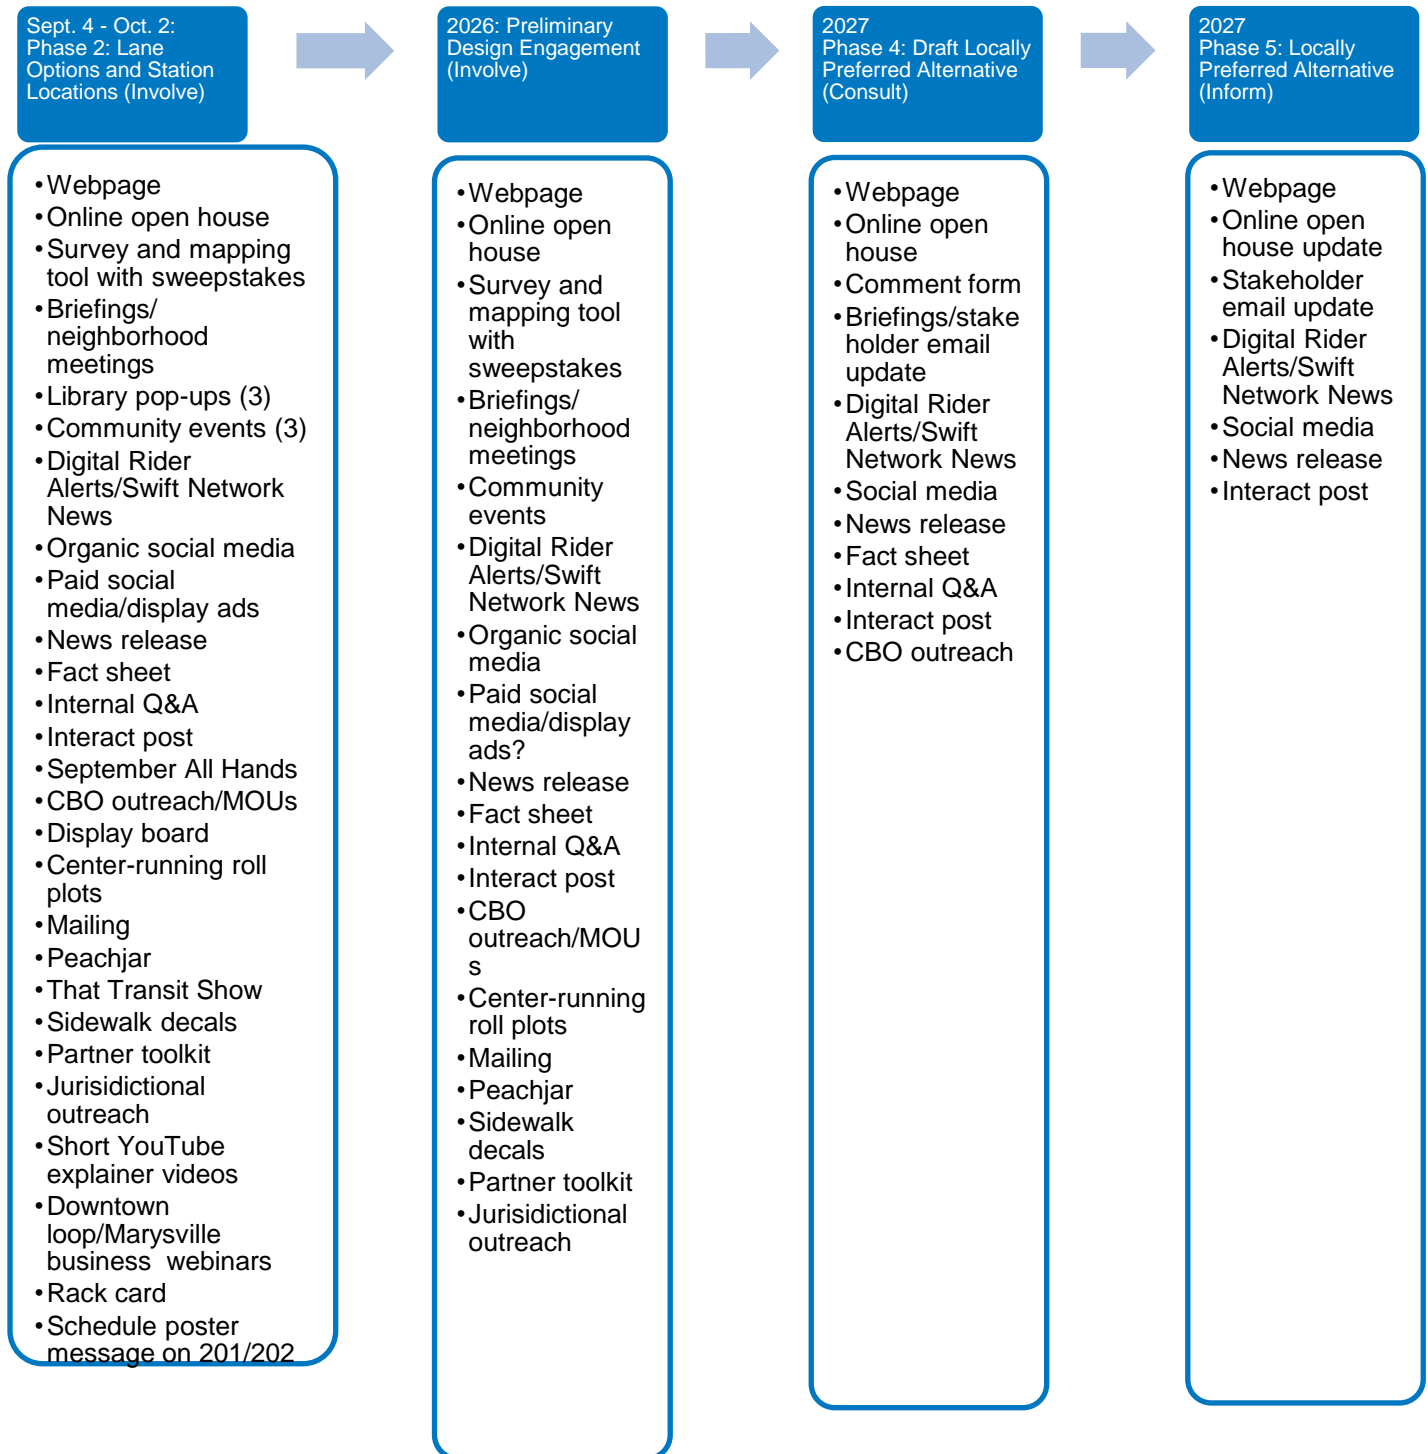 Sept. 4 - Oct. 2:
Phase 2: Lane
Options and Station
Locations (Involve)
2026: Preliminary
Design Engagement
(Involve)
2027
Phase 4: Draft Locally
Preferred Alternative
(Consult)
2027
Phase 5: Locally
Preferred Alternative
(Inform)
•Webpage
•Online open house
•Survey and mapping
tool with sweepstakes
•Briefings/
neighborhood
meetings
•Library pop-ups (3)
•Community events (3)
•Digital Rider
Alerts/Swift Network
News
•Organic social media
•Paid social
media/display ads
•News release
•Fact sheet
•Internal Q&A
•Interact post
•September All Hands
•CBO outreach/MOUs
•Display board
•Center-running roll
plots
•Mailing
•Peachjar
•That Transit Show
•Sidewalk decals
•Partner toolkit
•Jurisidictional
outreach
•Short YouTube
explainer videos
•Downtown
loop/Marysville
business  webinars
•Rack card
•Schedule poster
message on 201/202
•Webpage
•Online open
house
•Survey and
mapping tool
with
sweepstakes
•Briefings/
neighborhood
meetings
•Community
events
•Digital Rider
Alerts/Swift
Network News
•Organic social
media
•Paid social
media/display
ads?
•News release
•Fact sheet
•Internal Q&A
•Interact post
•CBO
outreach/MOU
s
•Center-running
roll plots
•Mailing
•Peachjar
•Sidewalk
decals
•Partner toolkit
•Jurisidictional
outreach
•Webpage
•Online open
house
•Comment form
•Briefings/stake
holder email
update
•Digital Rider
Alerts/Swift
Network News
•Social media
•News release
•Fact sheet
•Internal Q&A
•Interact post
•CBO outreach
•Webpage
•Online open
house update
•Stakeholder
email update
•Digital Rider
Alerts/Swift
Network News
•Social media
•News release
•Interact post